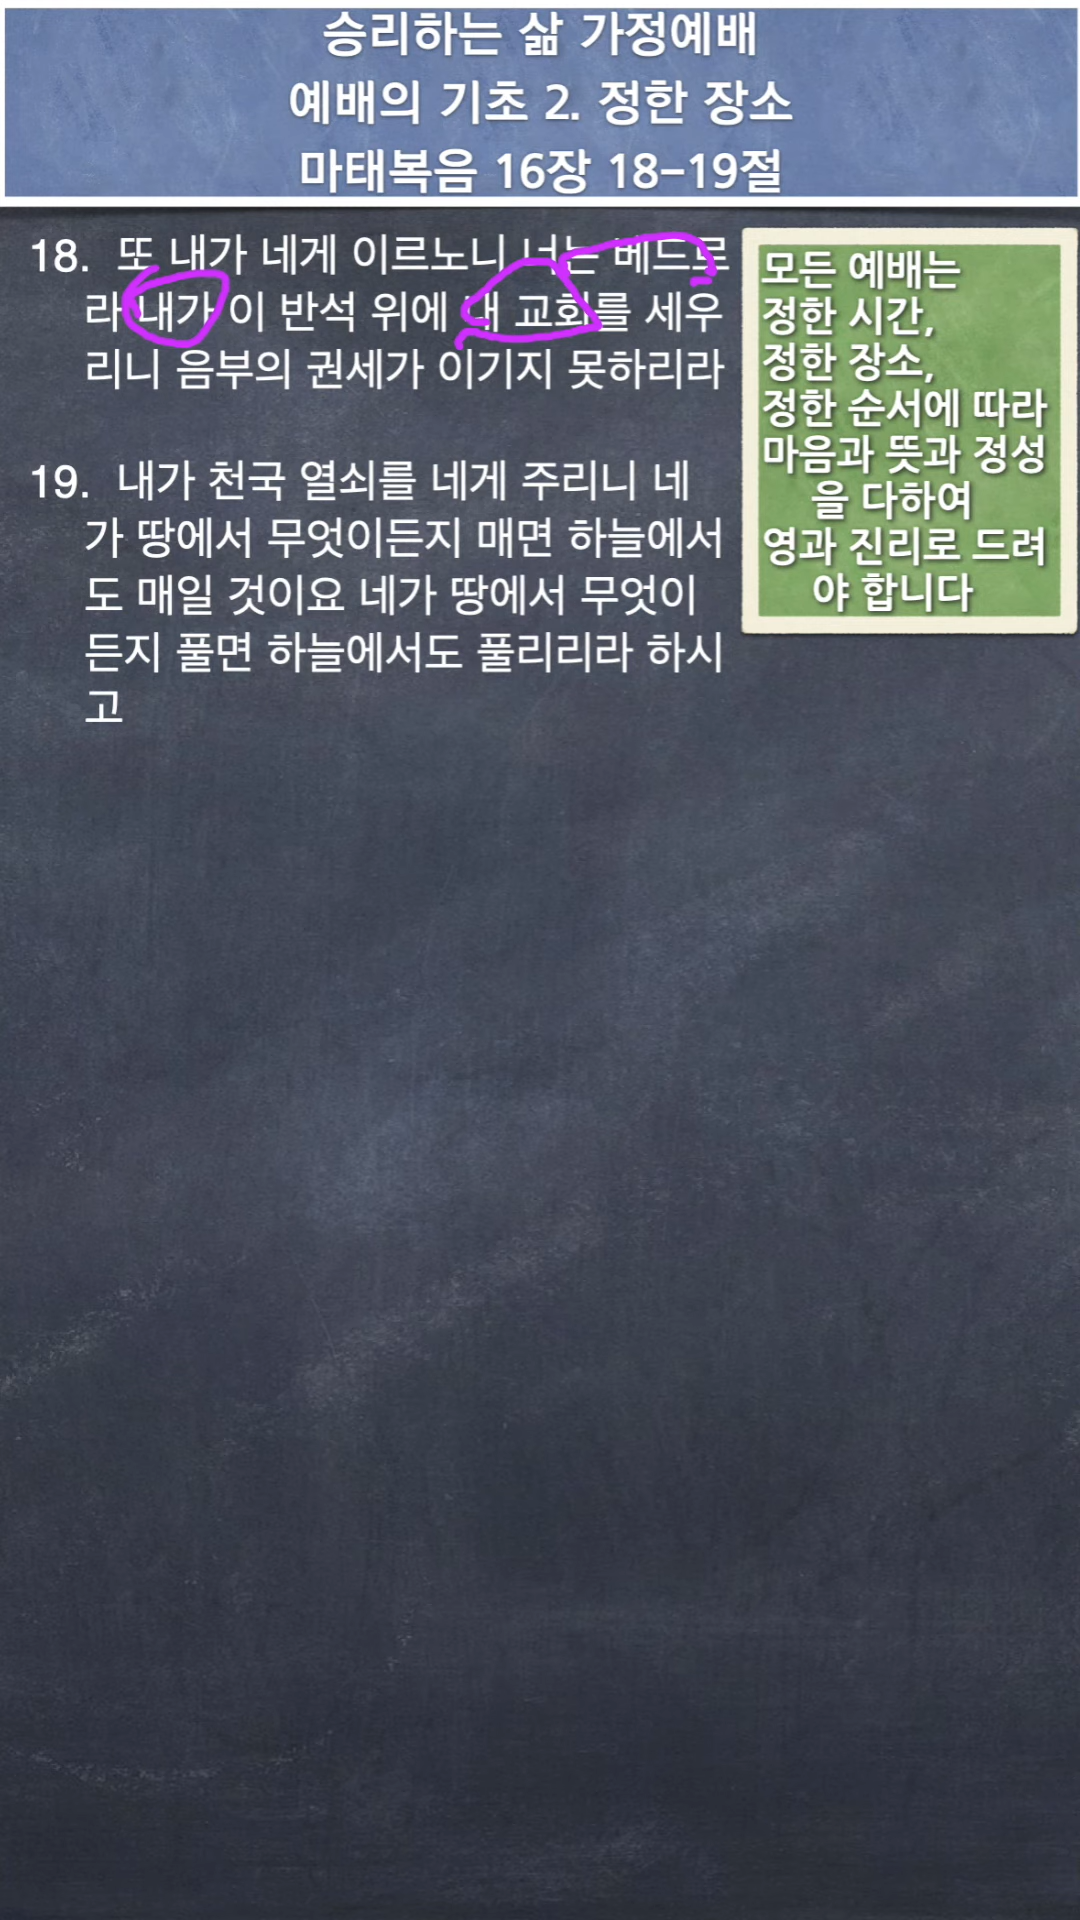 승리하는 삶 가정예배
예배의 기초 2. 정한 장소
마태복음 16장 18-19절
18. 또 내가 네게 이르노니 너는 베드로
라 내가 이 반석 위에 내 교회를 세우
리니 음부의 권세가 이기지 못하리라
19. 내가 천국 열쇠를 네게 주리니 네
가 땅에서 무엇이든지 매면 하늘에서
도 매일 것이요 네가 땅에서 무엇이
든지 풀면 하늘에서도 풀리리라 하시
고
모든 예배는
정한 시간,
정한 장소,
정한 순서에 따라
마음과 뜻과 정성
을 다하여
영과 진리로 드려
야 합니다